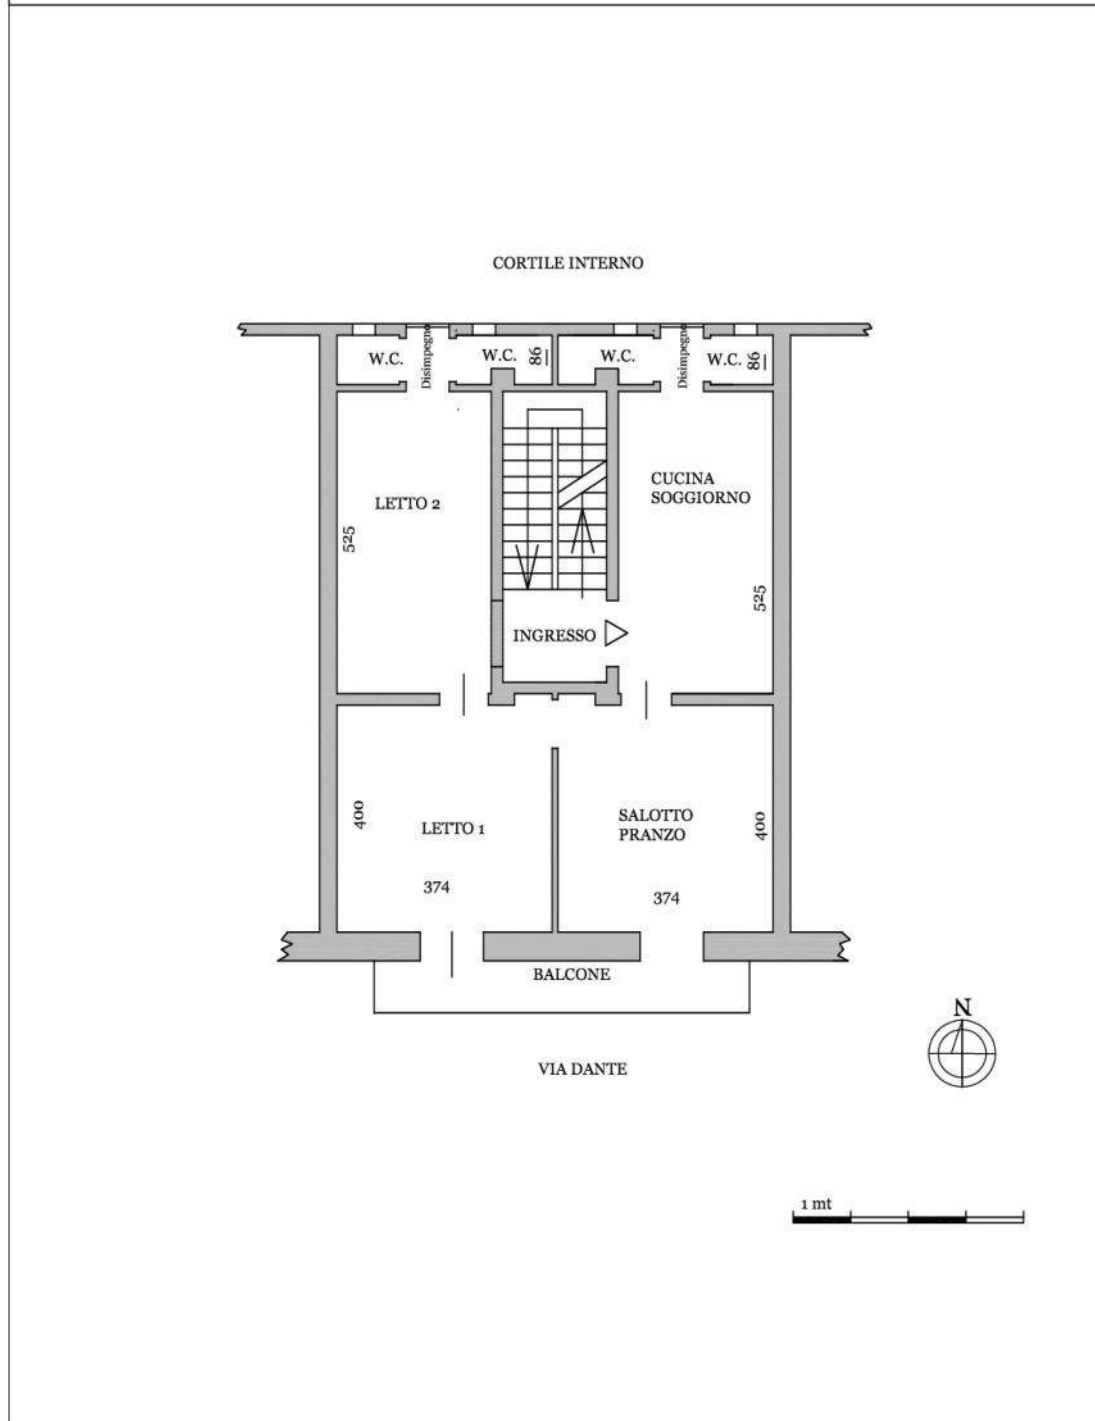 CORTILE INTERNO
W.C.
Disimpegno
W.C.
86
W.C.
Disimpegno
W.C.
86
LETTO 2
525
CUCINA
SOGGIORNO
525
INGRESSO
400
LETTO 1
374
SALOTTO
PRANZO
400
374
BALCONE
VIA DANTE
N
1 mt